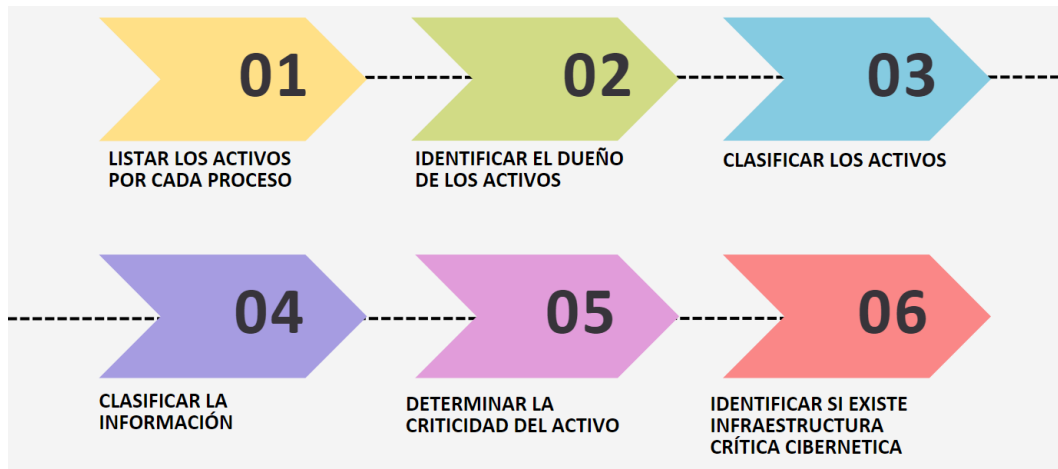 01
02
03
LISTAR LOS ACTIVOS
POR CADA PROCESO
IDENTIFICAR EL DUEÑO
DE LOS ACTIVOS
CLASIFICAR LOS ACTIVOS
04
05
06
CLASIFICAR LA
INFORMACIÓN
DETERMINAR LA
CRITICIDAD DEL ACTIVO
IDENTIFICAR SI EXISTE
INFRAESTRUCTURA
CRÍTICA CIBERNETICA